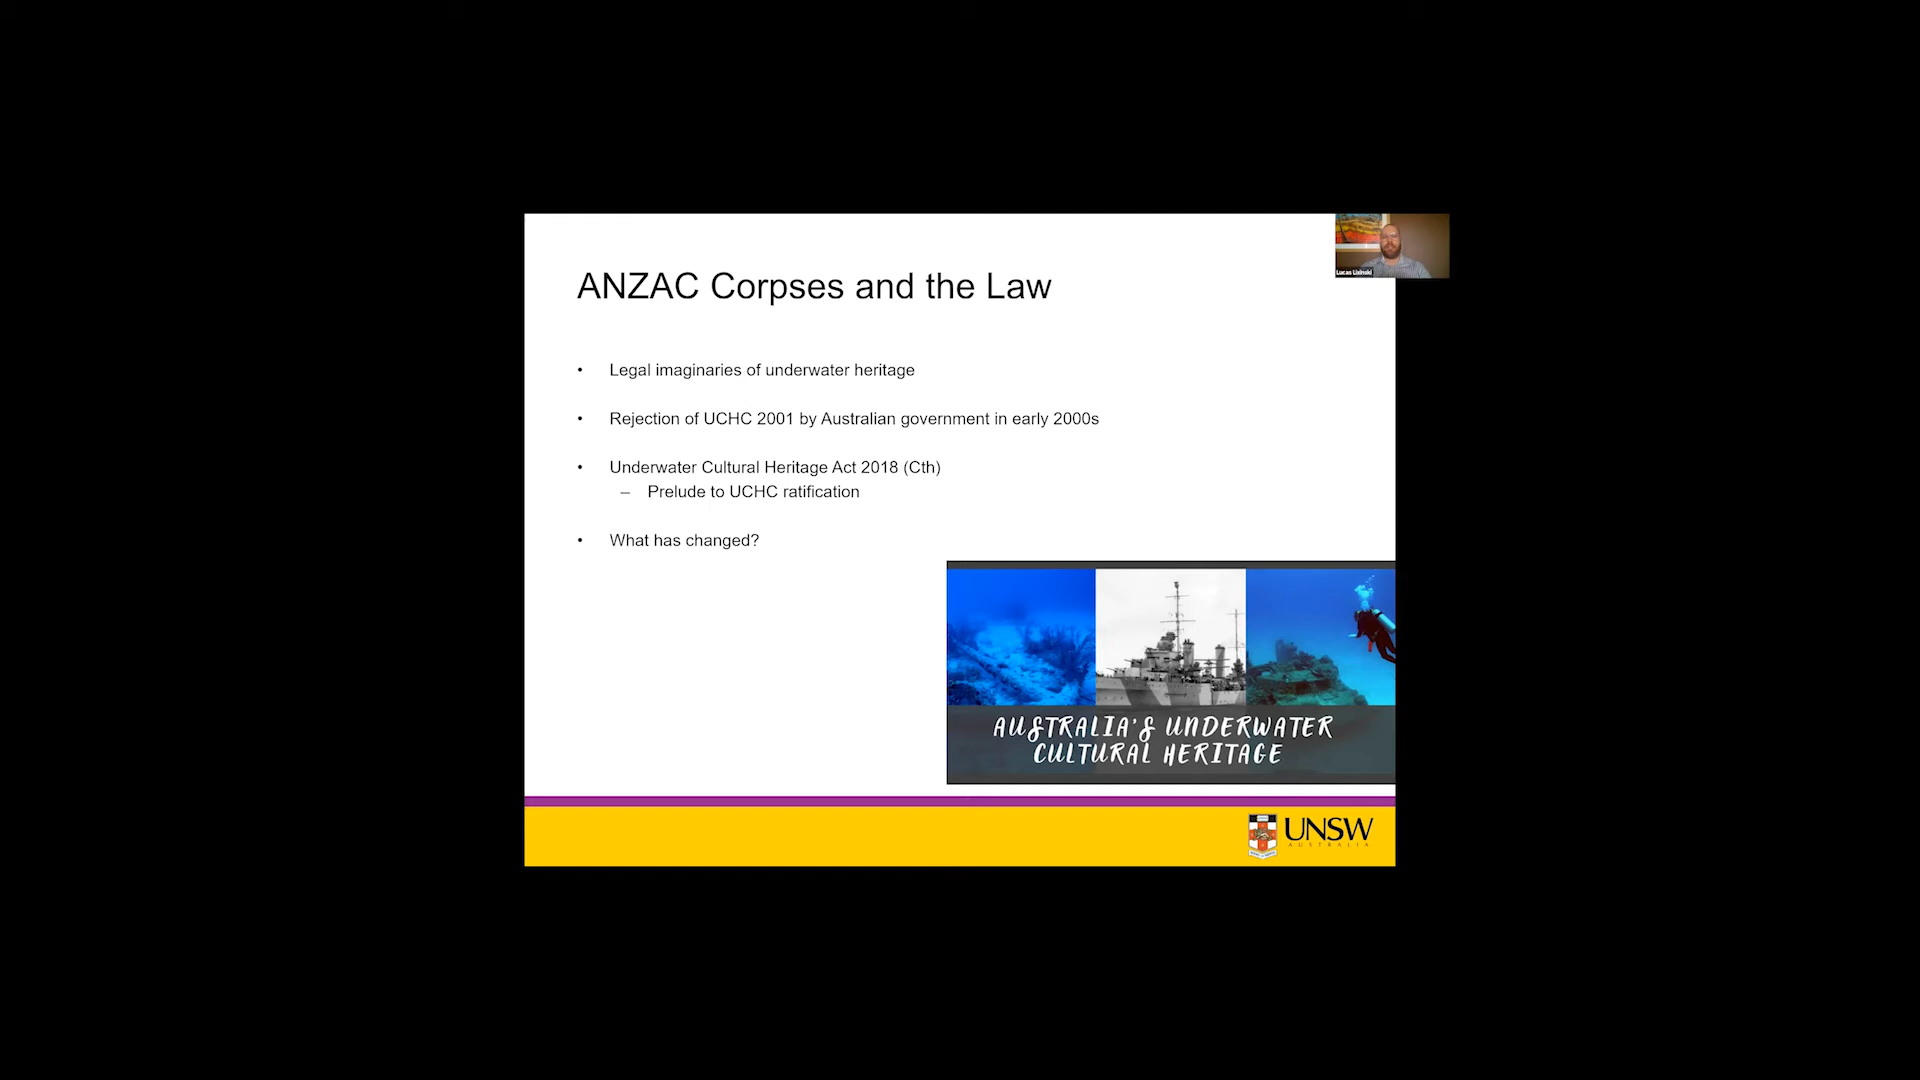 ANZAC Corpses and the Law
Lucas Lixinski
• Legal imaginaries of underwater heritage
• Rejection of UCHC 2001 by Australian government in early 2000s
• Underwater Cultural Heritage Act 2018 (Cth)
– Prelude to UCHC ratification
• What has changed?
AUSTRALIA'S UNDERWATER
CULTURAL HERITAGE
UNSW
AUSTRALIA